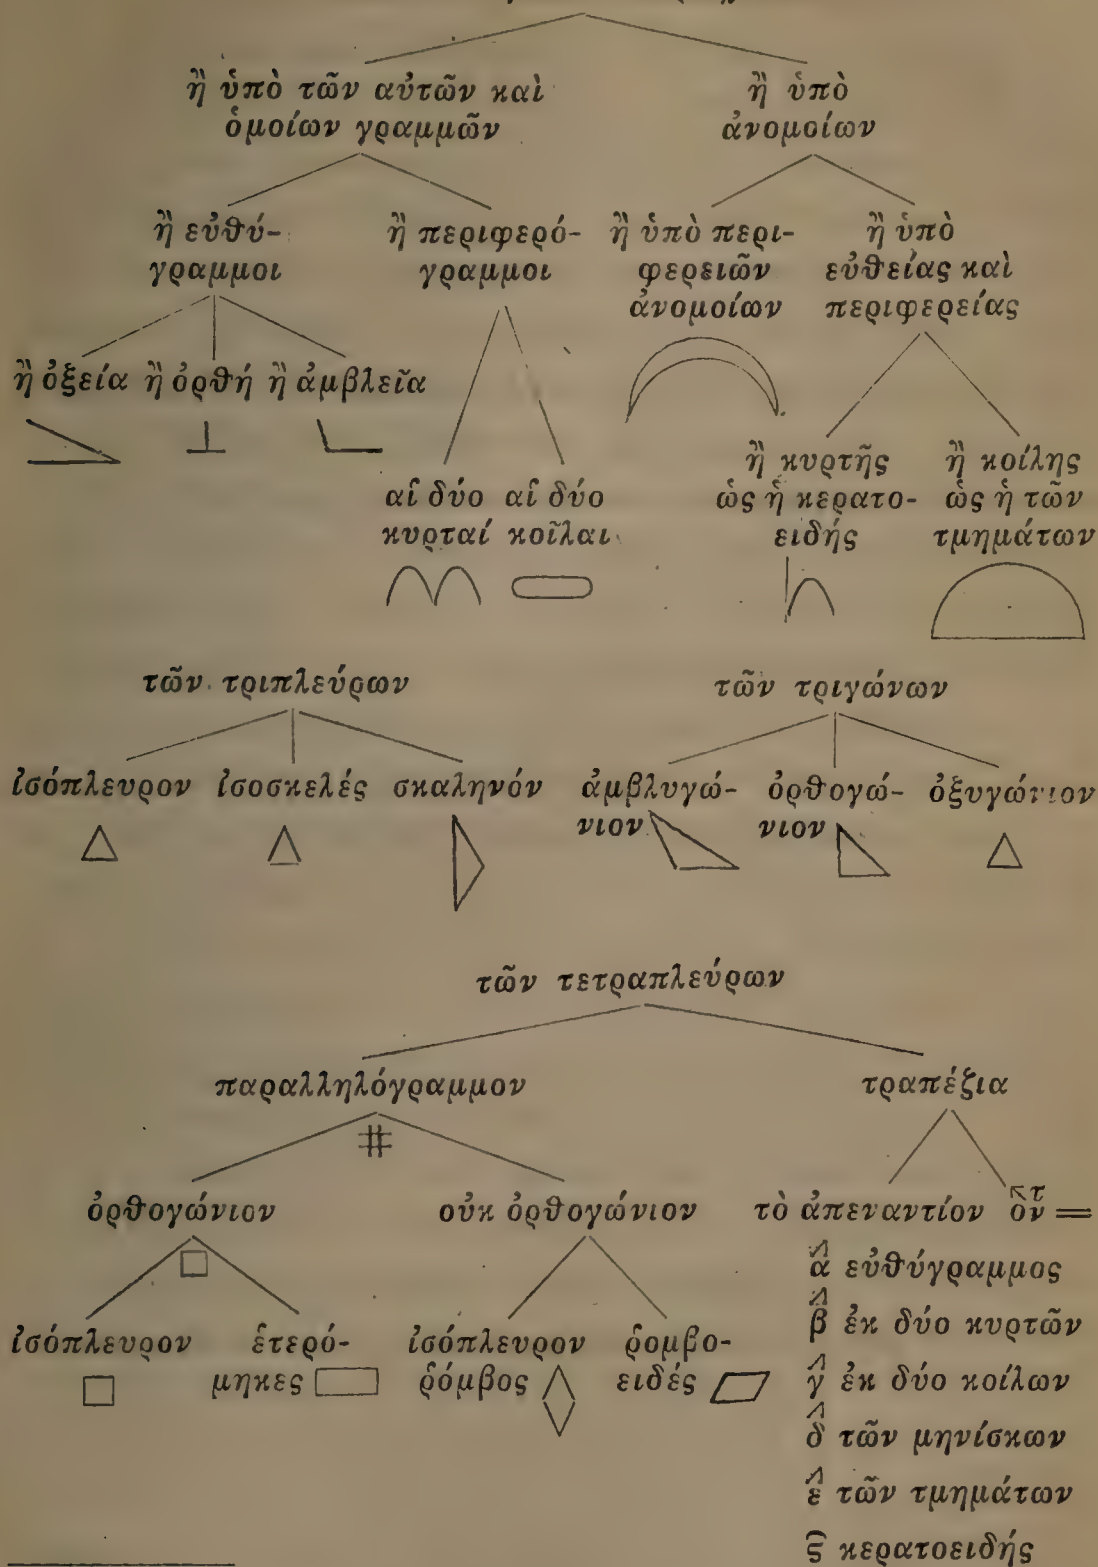 ἢ ὑπὸ τῶν αὐτῶν καὶ
ὁμοίων γραμμῶν
ἢ ὑπὸ
ἀνομοίων
ἢ εὐθύ-
γραμμοι
ἢ περιφερό-
γραμμοι
ἢ ὑπὸ περι-
φερειῶν
ἀνομοίων
ἢ ὑπὸ
εὐθείας καὶ
περιφερείας
ἢ ὀξεία ἢ ὀρθή ἢ ἀμβλεῖα
αἱ δύο
κυρταί
αἱ δύο
κοῖλαι
ἢ κυρτῆς
ὡς ἡ κερατο-
ειδής
ἢ κοίλης
ὡς ἡ τῶν
τμημάτων
τῶν τριπλεύρων
ἰσόπλευρον ἰσοσκελές σκαληνόν
τῶν τριγώνων
ἀμβλυγώ-
νιον
ὀρθογώ-
νιον
ὀξυγώνιον
τῶν τετραπλεύρων
παραλληλόγραμμον
τραπέζια
ὀρθογώνιον
οὐκ ὀρθογώνιον
τὸ ἀπεναντίον
ἰσόπλευρον
ἑτερό-
μηκες
ἰσόπλευρον
ῥόμβος
ῥομβο-
ειδές
α εὐθύγραμμος
β ἐκ δύο κυρτῶν
γ ἐκ δύο κοίλων
δ τῶν μηνίσκων
ε τῶν τμημάτων
ϛ κερατοειδής